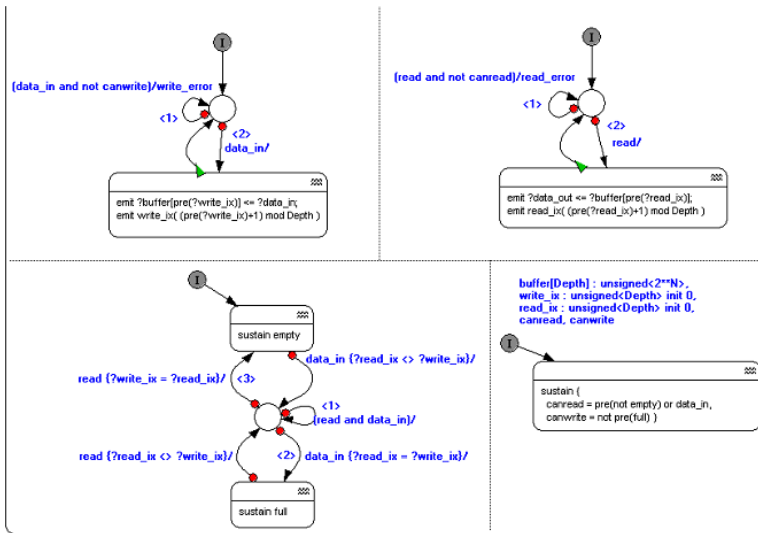 I
(data_in and not canwrite)/write_error
<1>
<2>
data_in/
emit ?buffer[pre(?write_ix)] <= ?data_in;
emit write_ix( (pre(?write_ix)+1) mod Depth )
I
(read and not canread)/read_error
<1>
<2>
read/
emit ?data_out <= ?buffer[pre(?read_ix)];
emit read_ix( (pre(?read_ix)+1) mod Depth )
I
sustain empty
data_in {?read_ix <> ?write_ix}/
read {?write_ix = ?read_ix}/
<3>
<1>
(read and data_in)/
read {?read_ix <> ?write_ix}/
<2>
data_in {?read_ix = ?write_ix}/
sustain full
buffer[Depth] : unsigned<2**N>,
write_ix : unsigned<Depth> init 0,
read_ix : unsigned<Depth> init 0,
canread, canwrite
I
sustain {
canread = pre(not empty) or data_in,
canwrite = not pre(full) }